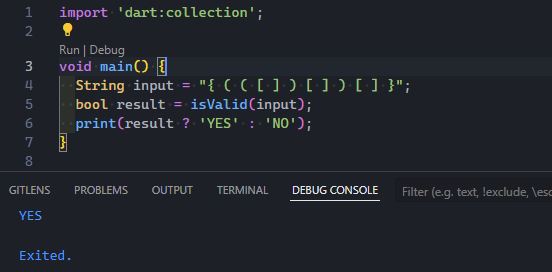 1 import 'dart:collection';
2
Run | Debug
3 void main() {
4 String input = "{ ( ( [ ] ) [ ] ) [ ] }";
5 bool result = isValid(input);
6 print(result ? 'YES' : 'NO');
7 }
8
GITLENS PROBLEMS OUTPUT TERMINAL DEBUG CONSOLE Filter (e.g. text, !exclude, \esc
YES
Exited.